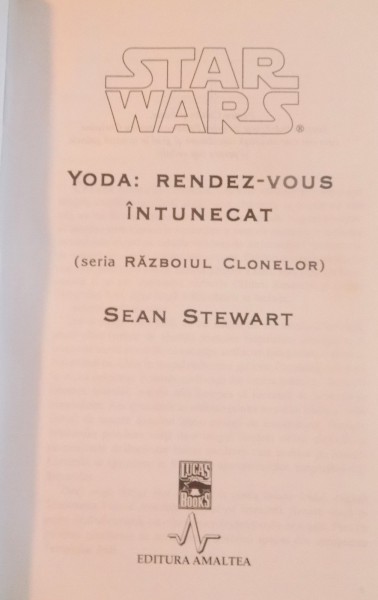 STAR
WARS®
YODA: RENDEZ-VOUS
ÎNTUNECAT
(seria RĂZBOIUL CLONELOR)
SEAN STEWART
LUCAS
BOOKS
EDITURA AMALTEA